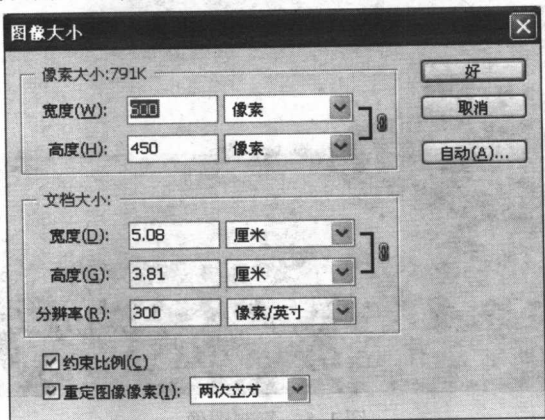 图像大小
像素大小:791K
好
宽度(W): 600 像素
取消
高度(H): 450 像素
自动(A)...
文档大小:
宽度(D): 5.08 厘米
高度(G): 3.81 厘米
分辨率(R): 300 像素/英寸
约束比例(C)
重定图像像素(I): 两次立方